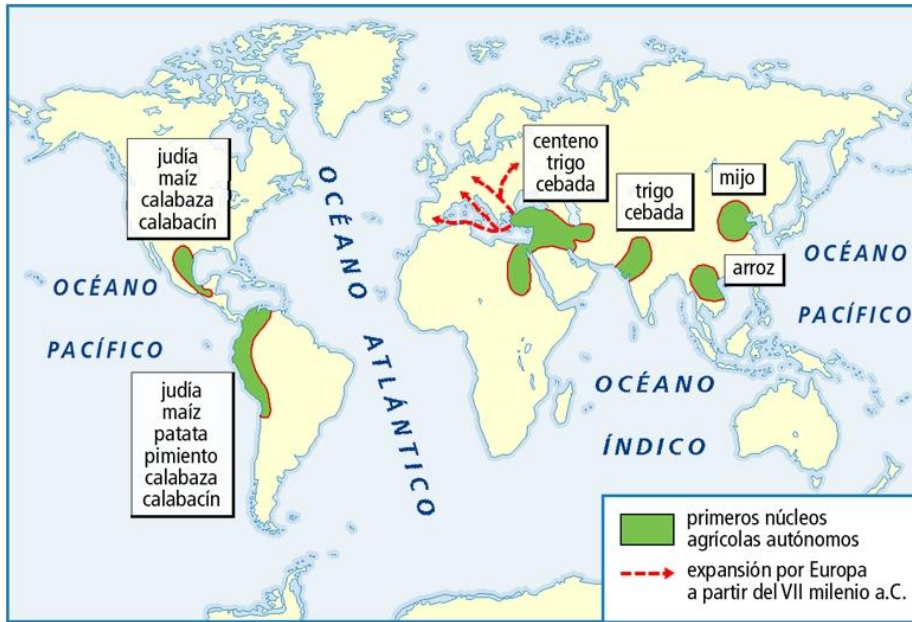 judía
maíz
calabaza
calabacín
centeno
trigo
cebada
trigo
cebada
mijo
arroz
OCÉANO
PACÍFICO
OCÉANO ATLÁNTICO
OCÉANO
PACÍFICO
OCÉANO
ÍNDICO
judía
maíz
patata
pimiento
calabaza
calabacín
primeros núcleos
agrícolas autónomos
expansión por Europa
a partir del VII milenio a.C.